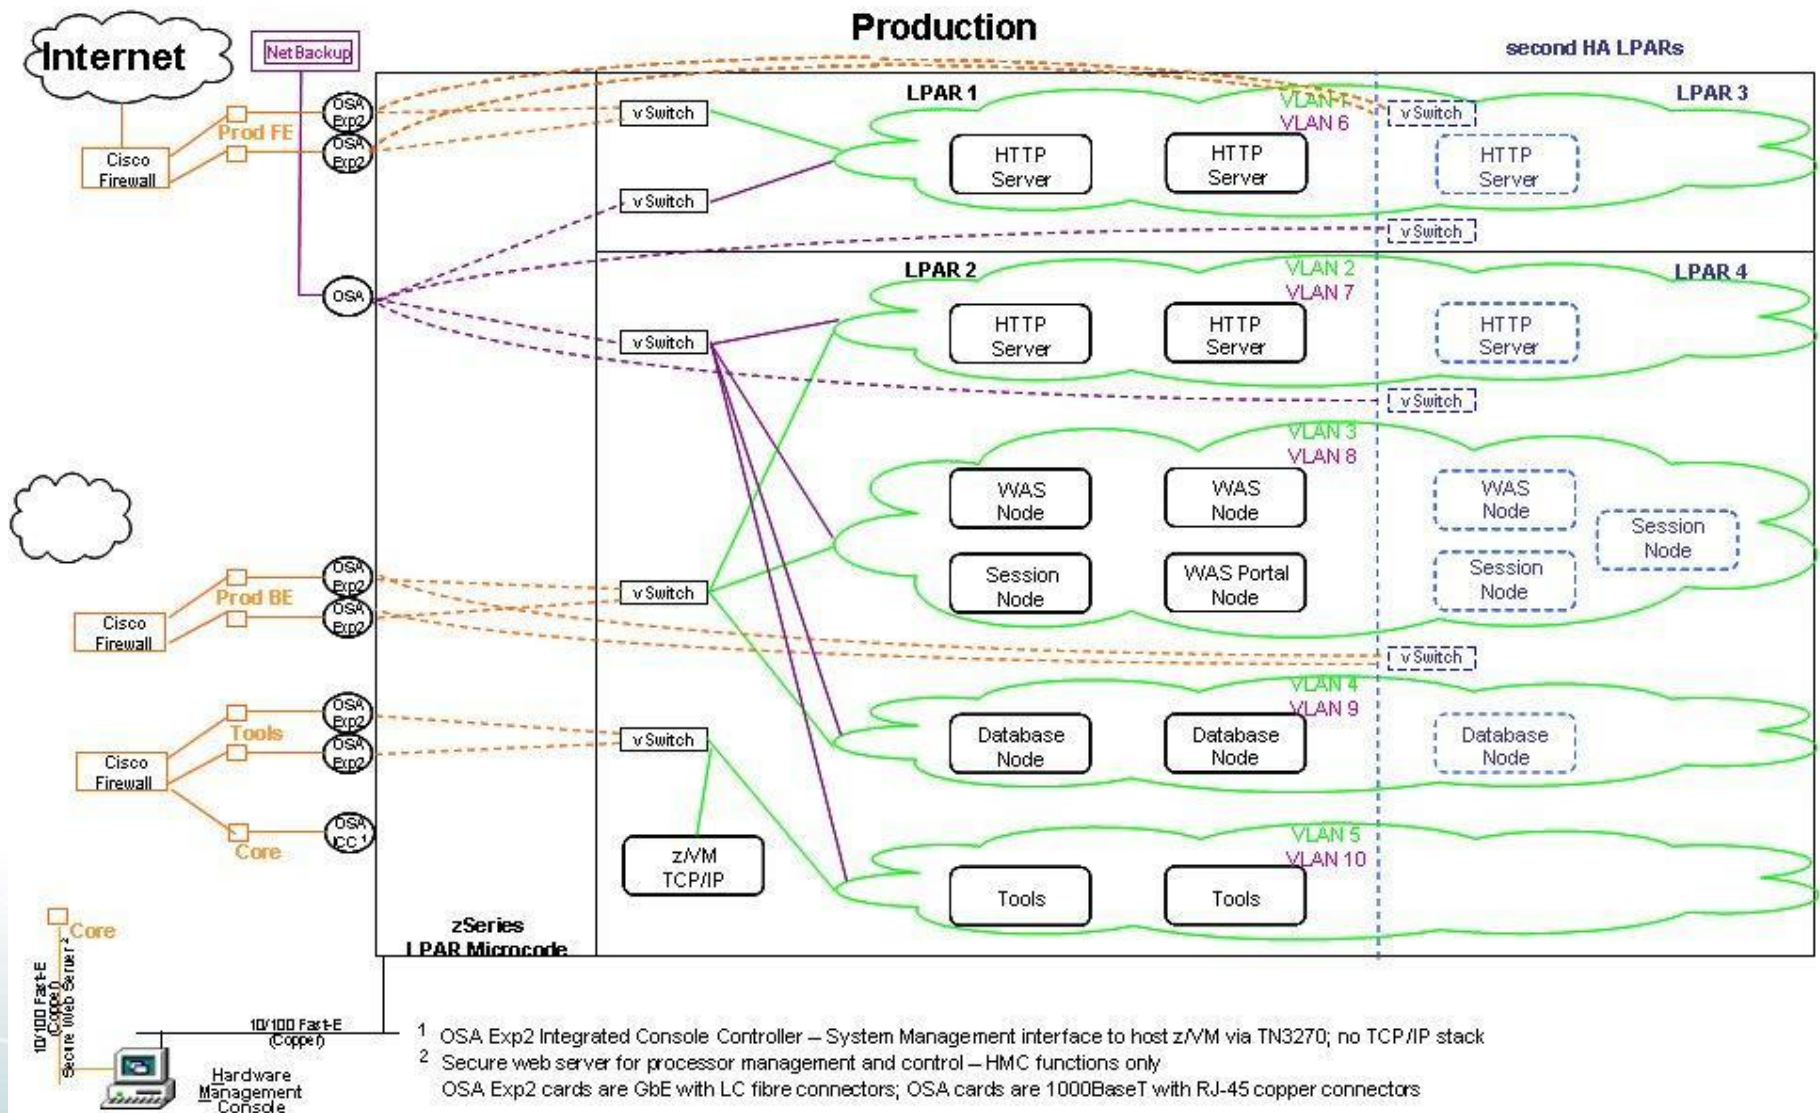 Production
Internet
NetBackup
second HA LPARs
OSA
Exp2
Prod FE
OSA
Exp2
Cisco
Firewall
vSwitch
LPAR 1
VLAN 1
VLAN 6
vSwitch
LPAR 3
HTTP
Server
HTTP
Server
HTTP
Server
vSwitch
vSwitch
OSA
LPAR 2
VLAN 2
VLAN 7
LPAR 4
vSwitch
HTTP
Server
HTTP
Server
HTTP
Server
vSwitch
VLAN 3
VLAN 8
WAS
Node
WAS
Node
WAS
Node
Session
Node
Session
Node
WAS Portal
Node
Session
Node
OSA
Exp2
Prod BE
OSA
Exp2
Cisco
Firewall
vSwitch
vSwitch
VLAN 4
VLAN 9
OSA
Exp2
Tools
OSA
Exp2
Cisco
Firewall
vSwitch
Database
Node
Database
Node
Database
Node
OSA
ICC 1
Core
z/VM
TCP/IP
VLAN 5
VLAN 10
Tools
Tools
zSeries
LPAR Microcode
Core
10/100 Fast-E
(Copper)
Secure Web Server 2
10/100 Fast-E
(Copper)
Hardware
Management
Console
1 OSA Exp2 Integrated Console Controller – System Management interface to host z/VM via TN3270; no TCP/IP stack
2 Secure web server for processor management and control – HMC functions only
OSA Exp2 cards are GbE with LC fibre connectors; OSA cards are 1000BaseT with RJ-45 copper connectors